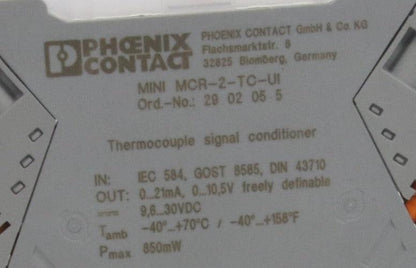 PHŒNIX
CONTACT
PHOENIX CONTACT GmbH & Co. KG
Flachsmarktstr. 8
32825 Blomberg, Germany
MINI MCR-2-TC-UI
Ord.-No.: 29 02 05 5
Thermocouple signal conditioner
IN: IEC 584, GOST 8585, DIN 43710
OUT: 0...21mA, 0...10,5V freely definable
9,6...30VDC
Tamb -40°...+70°C / -40°...+158°F
Pmax 850mW